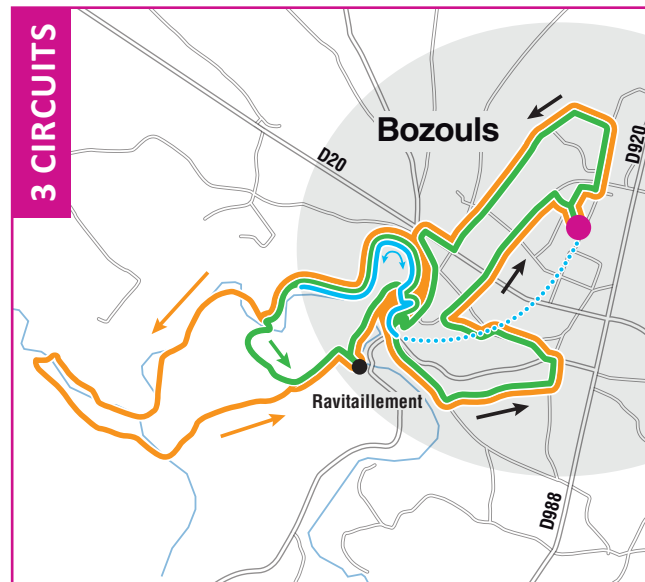 3 CIRCUITS
Bozouls
D20
D920
Ravitaillement
D988